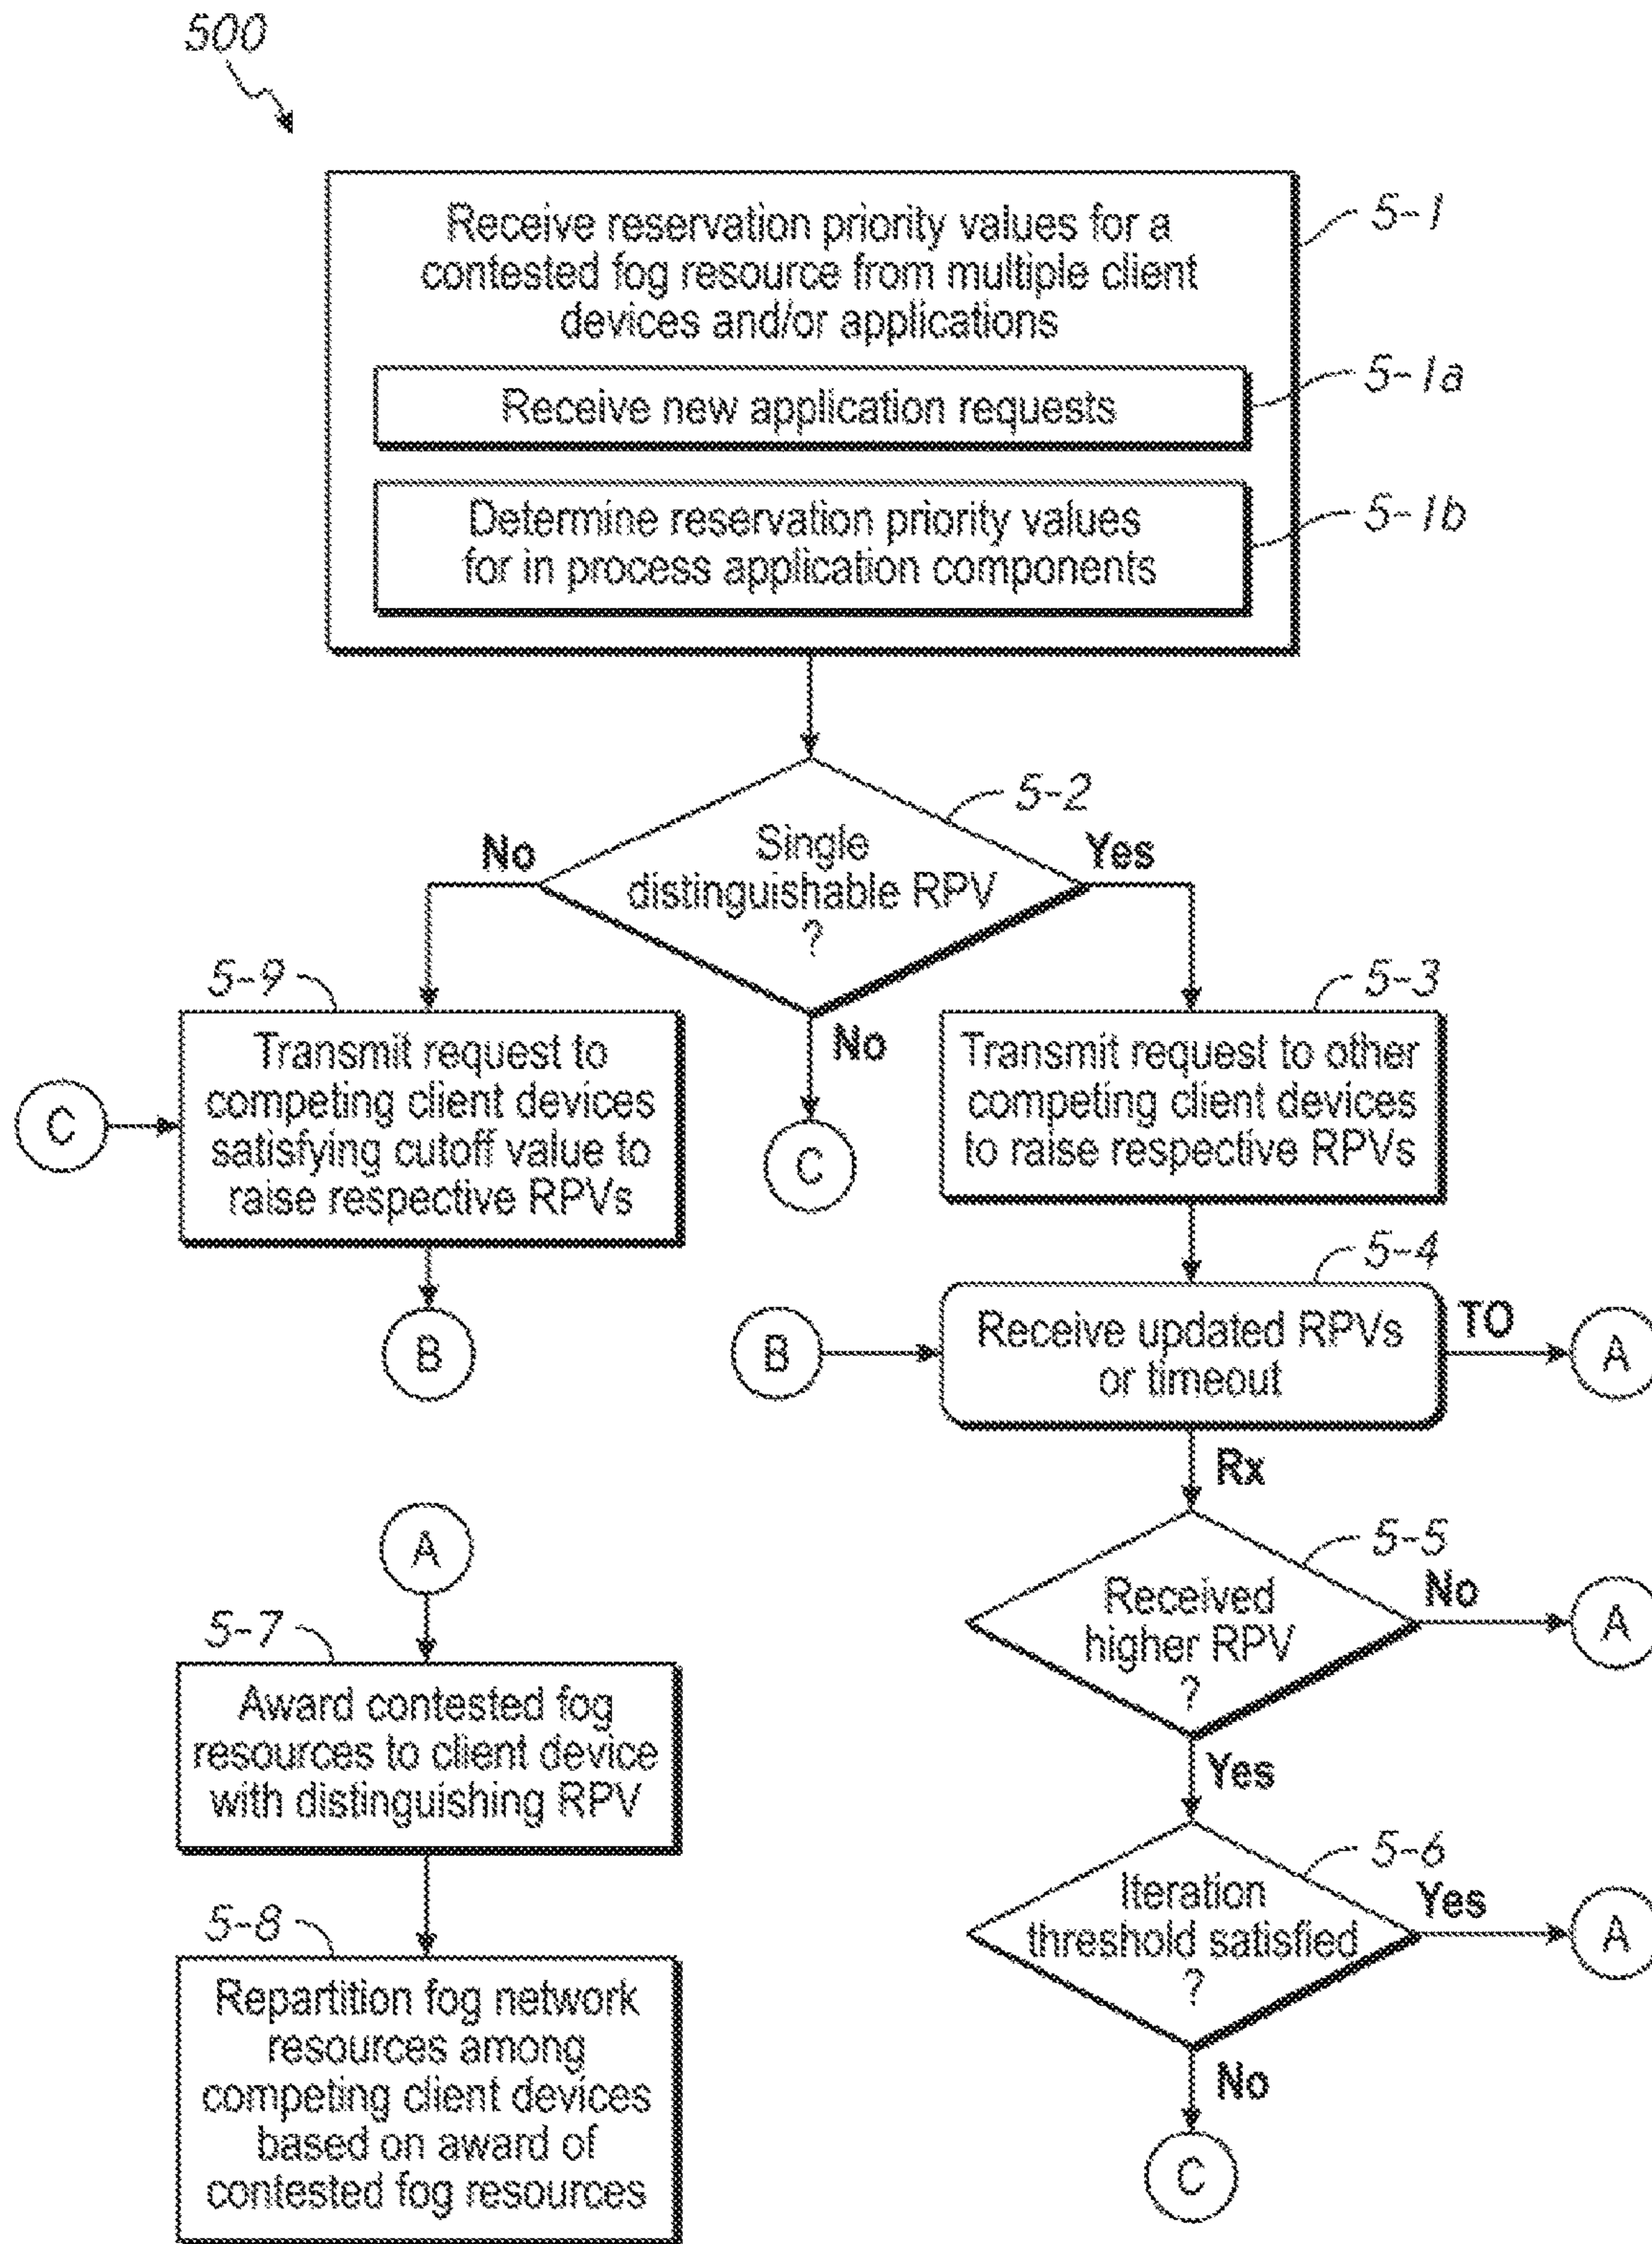 500
Receive reservation priority values for a
contested fog resource from multiple client
devices and/or applications
5-1
Receive new application requests
5-1a
Determine reservation priority values
for in process application components
5-1b
5-2
Single
distinguishable RPV
?
No
Yes
No
C
5-9
Transmit request to
competing client devices
satisfying cutoff value to
raise respective RPVs
C
B
5-3
Transmit request to other
competing client devices
to raise respective RPVs
5-4
B
Receive updated RPVs
or timeout
TO
A
Rx
5-5
Received
higher RPV
?
No
A
Yes
5-6
Iteration
threshold satisfied
?
Yes
A
No
C
A
5-7
Award contested fog
resources to client device
with distinguishing RPV
5-8
Repartition fog network
resources among
competing client devices
based on award of
contested fog resources